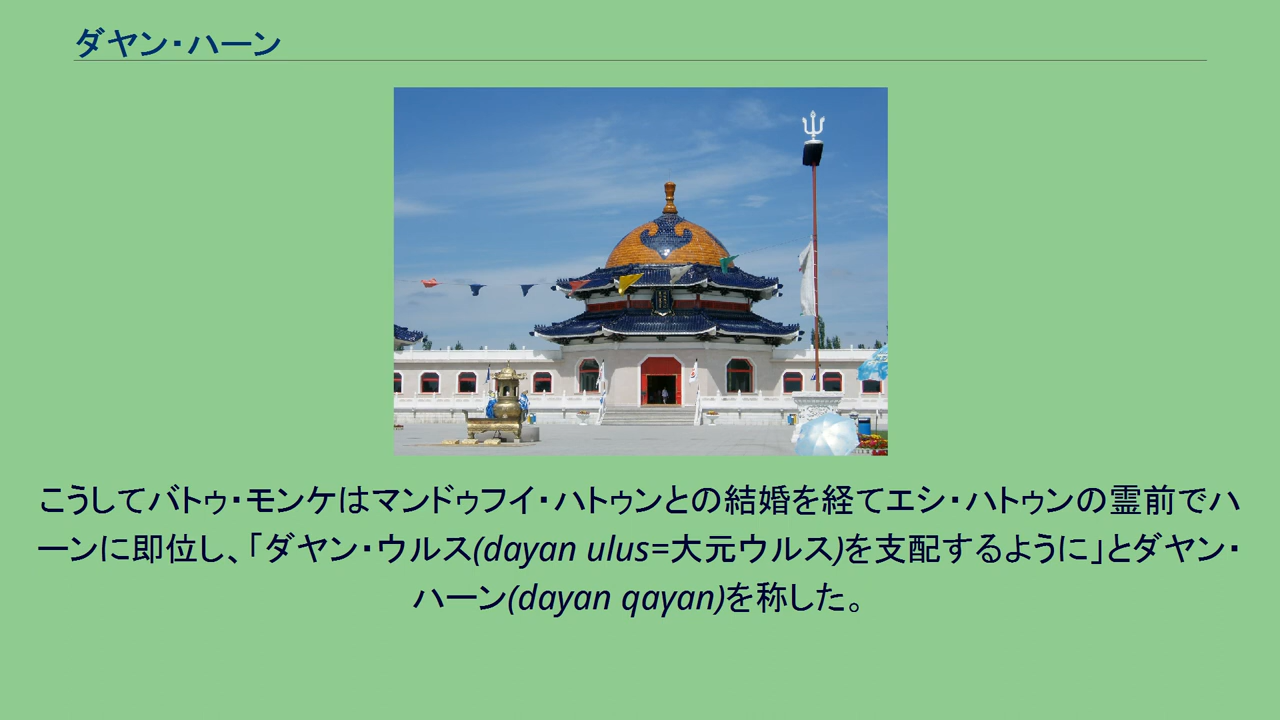 ダヤン・ハーン
こうしてバトゥ・モンケはマンドゥフイ・ハトゥンとの結婚を経てエシ・ハトゥンの霊前でハ
ーンに即位し、「ダヤン・ウルス(dayan ulus=大元ウルス)を支配するように」とダヤン・
ハーン(dayan qaγan)を称した。